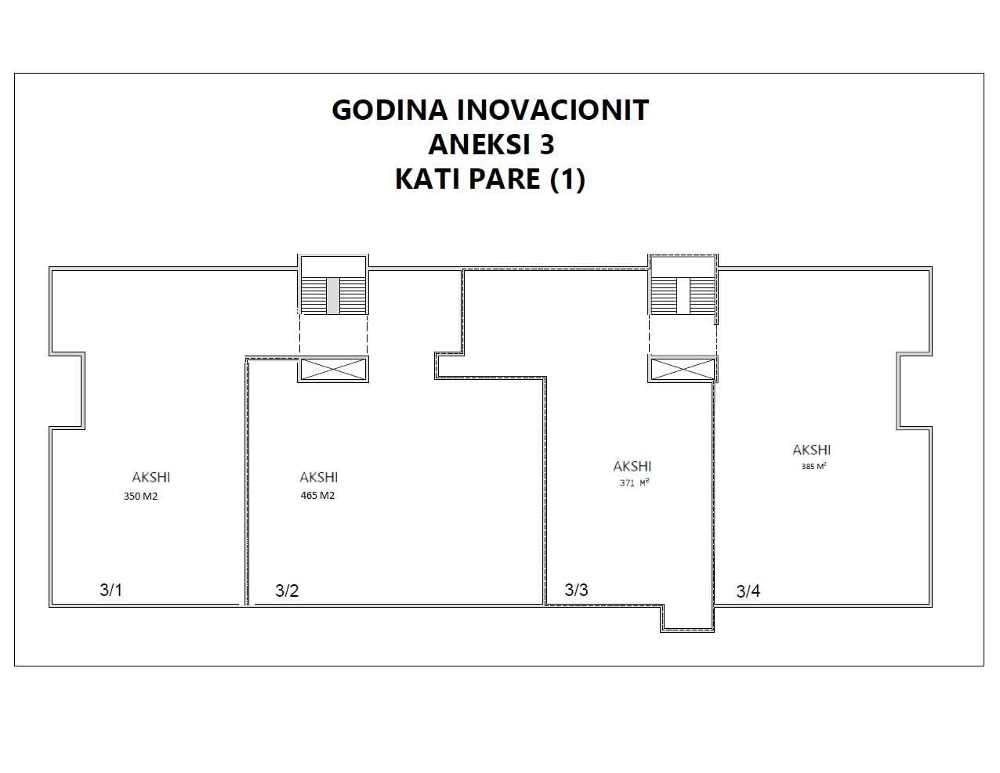 GODINA INOVACIONIT
ANEKSI 3
KATI PARE (1)
AKSHI
350 M2
3/1
AKSHI
465 M2
3/2
AKSHI
371 M²
3/3
AKSHI
385 M²
3/4